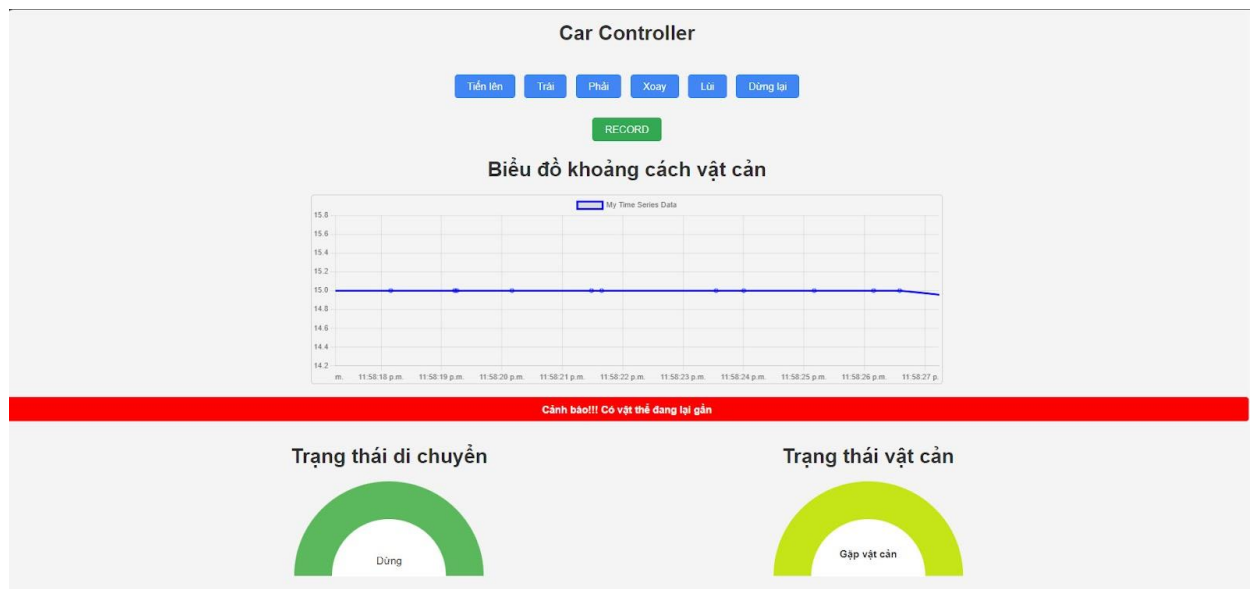 Car Controller
Tiến lên Trái Phải Xoay Lùi Dừng lại
RECORD
Biểu đồ khoảng cách vật cản
My Time Series Data
15.8
15.6
15.4
15.2
15.0
14.8
14.6
14.4
14.2
m. 11:58:18 p.m. 11:58:19 p.m. 11:58:20 p.m. 11:58:21 p.m. 11:58:22 p.m. 11:58:23 p.m. 11:58:24 p.m. 11:58:25 p.m. 11:58:26 p.m. 11:58:27 p.
Cảnh báo!!! Có vật thể đang lại gần
Trạng thái di chuyển Trạng thái vật cản
Dừng Gặp vật cản